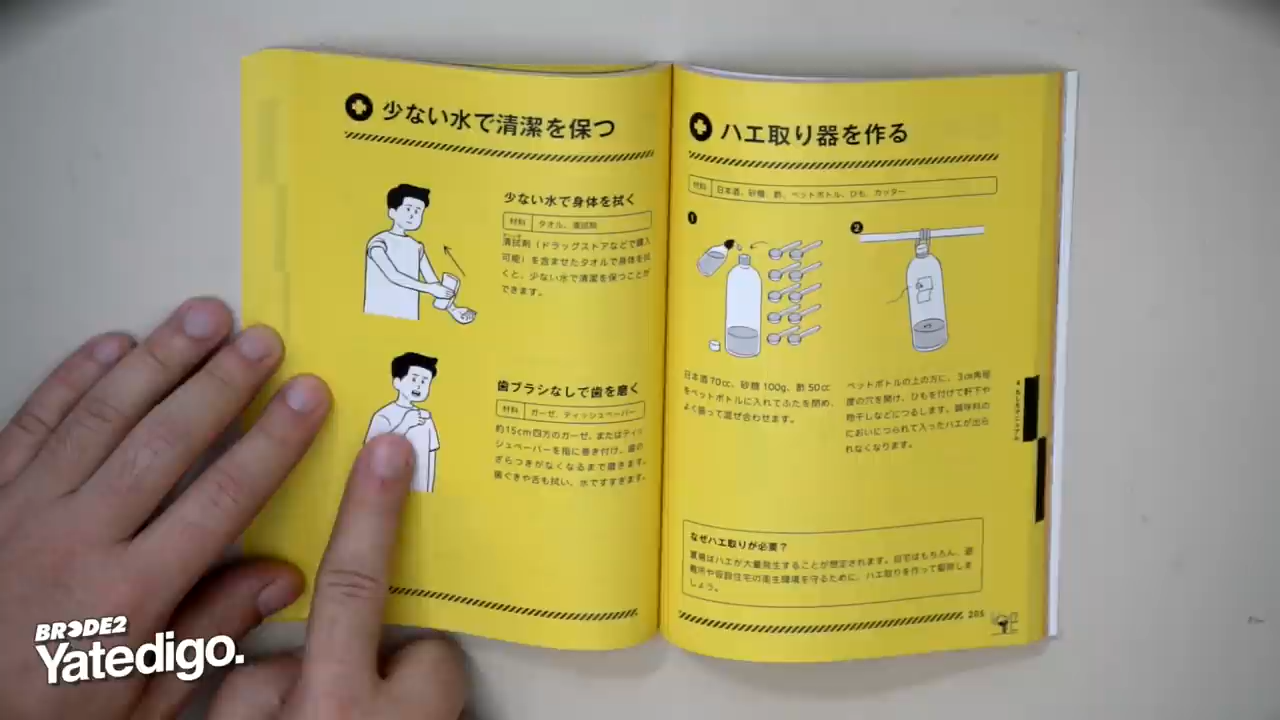 少ない水で清潔を保つ
少ない水で身体を拭く
材料 タオル、清拭剤
清拭剤（ドラッグストアなどで購入
可能）を含ませたタオルで身体を拭
くと、少ない水で清潔を保つことが
できます。
歯ブラシなしで歯を磨く
材料 ガーゼ、ティッシュペーパー
約15cm四方のガーゼ、またはティッ
シュペーパーを指に巻き付け、歯の
ざらつきがなくなるまで磨きます。
歯ぐきや舌も拭い、水ですすぎます。
ハエ取り器を作る
材料 日本酒、砂糖、酢、ペットボトル、ひも、カッター
1
2
日本酒70cc、砂糖100g、酢50cc
をペットボトルに入れてふたを閉め、
よく振って混ぜ合わせます。
ペットボトルの上の方に、3cm角程
度の穴を開け、ひもを付けて軒下や
物干しなどにつるします。調味料の
においにつられて入ったハエが出ら
れなくなります。
なぜハエ取りが必要？
夏場はハエが大量発生することが想定されます。自宅はもちろん、避
難所や仮設住宅の衛生環境を守るために、ハエ取りを作って駆除しま
しょう。
4 もしもマニュアル
205
BRODE2
Yatedigo.